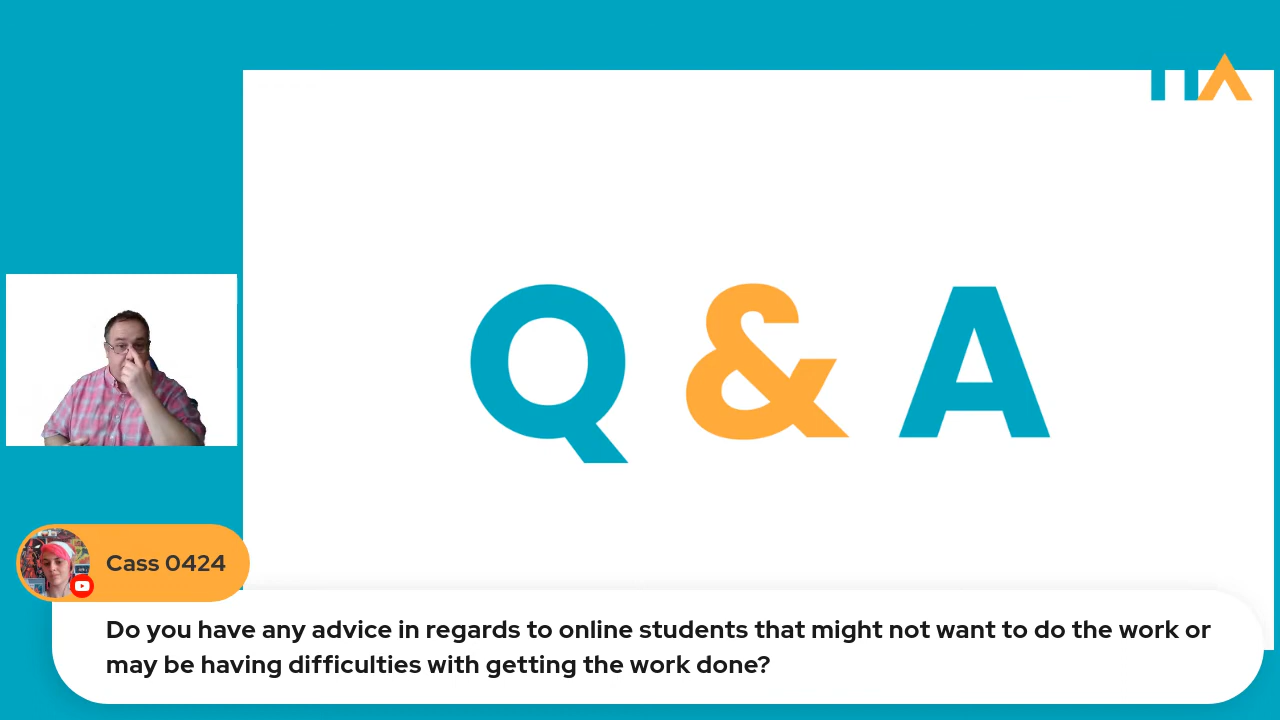 Q & A
Cass 0424
Do you have any advice in regards to online students that might not want to do the work or
may be having difficulties with getting the work done?